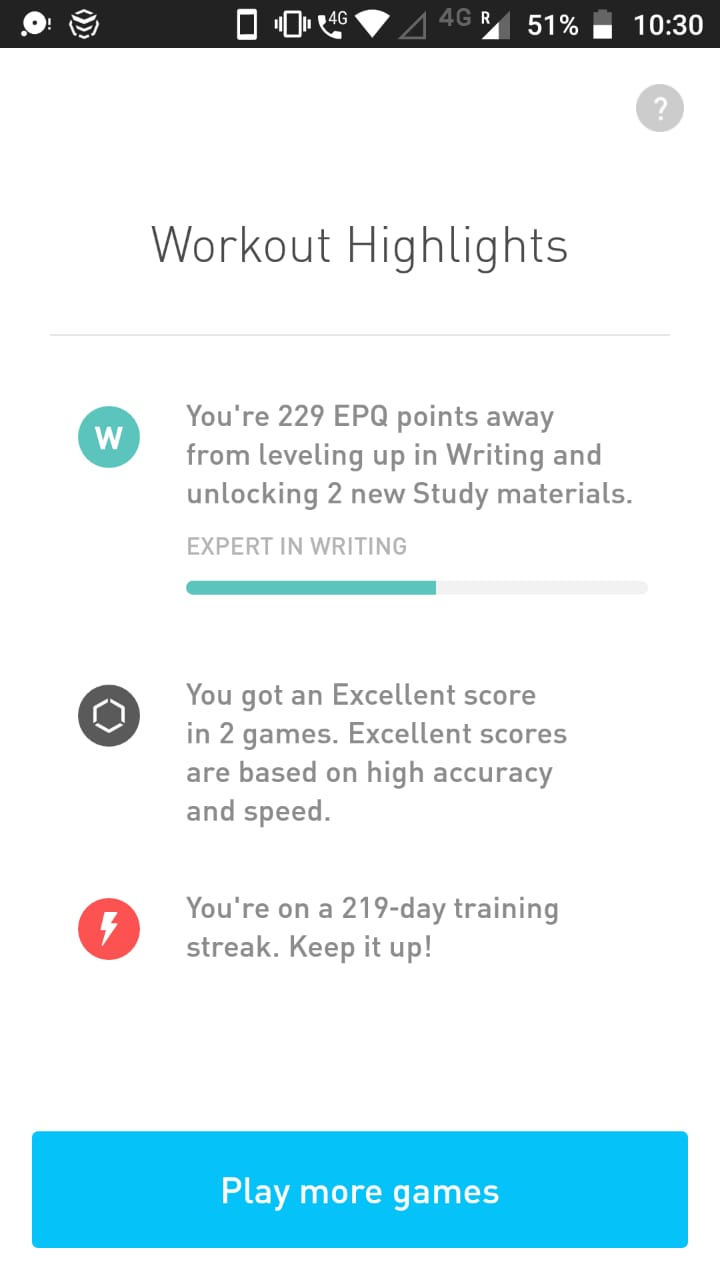 4G 4G R 51% 10:30
?
Workout Highlights
W
You're 229 EPQ points away
from leveling up in Writing and
unlocking 2 new Study materials.
EXPERT IN WRITING
You got an Excellent score
in 2 games. Excellent scores
are based on high accuracy
and speed.
You're on a 219-day training
streak. Keep it up!
Play more games